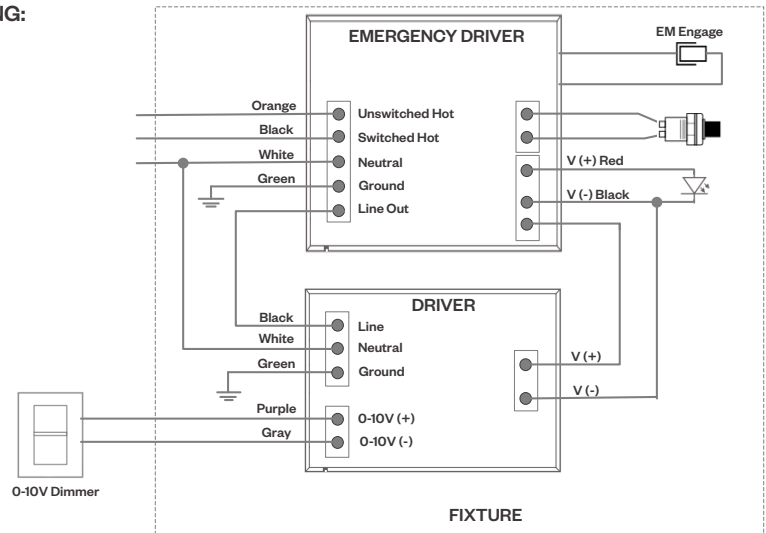 NG:
EMERGENCY DRIVER
EM Engage
Orange
Unswitched Hot
Black
Switched Hot
White
Neutral
V (+) Red
Green
Ground
V (-) Black
Line Out
DRIVER
Black
Line
White
Neutral
V (+)
Green
Ground
V (-)
Purple
0-10V (+)
Gray
0-10V (-)
0-10V Dimmer
FIXTURE